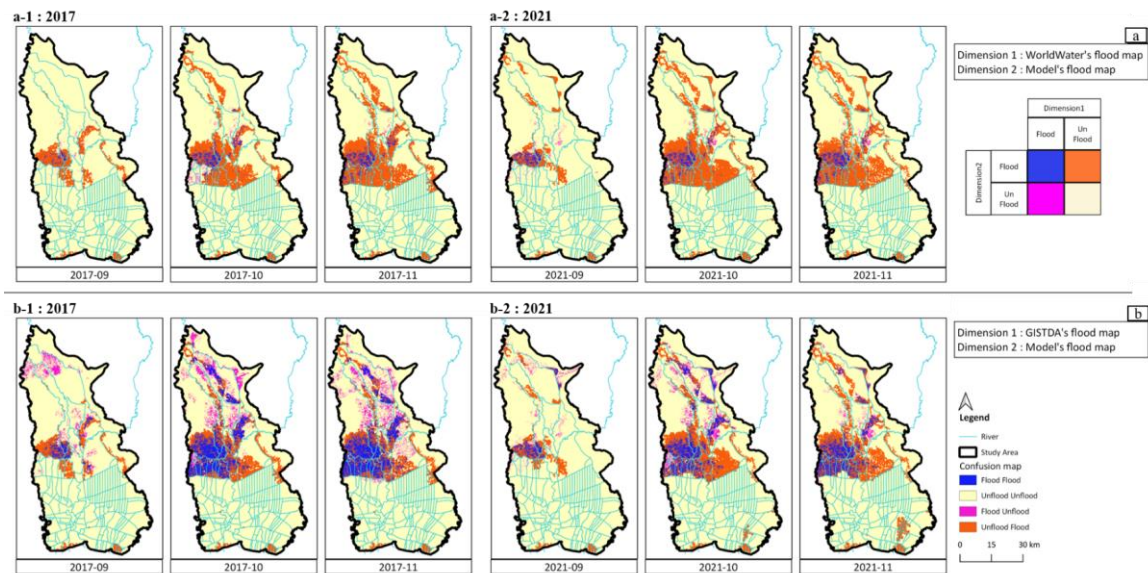 a-1 : 2017
a-2 : 2021
a
Dimension 1 : WorldWater's flood map
Dimension 2 : Model's flood map
Dimension1
Flood
Un
Flood
Dimension2
Flood
Un
Flood
2017-09
2017-10
2017-11
2021-09
2021-10
2021-11
b-1 : 2017
b-2 : 2021
b
Dimension 1 : GISTDA's flood map
Dimension 2 : Model's flood map
Legend
River
Study Area
Confusion map
Flood Flood
Unflood Unflood
Flood Unflood
Unflood Flood
0 15 30 km
2017-09
2017-10
2017-11
2021-09
2021-10
2021-11